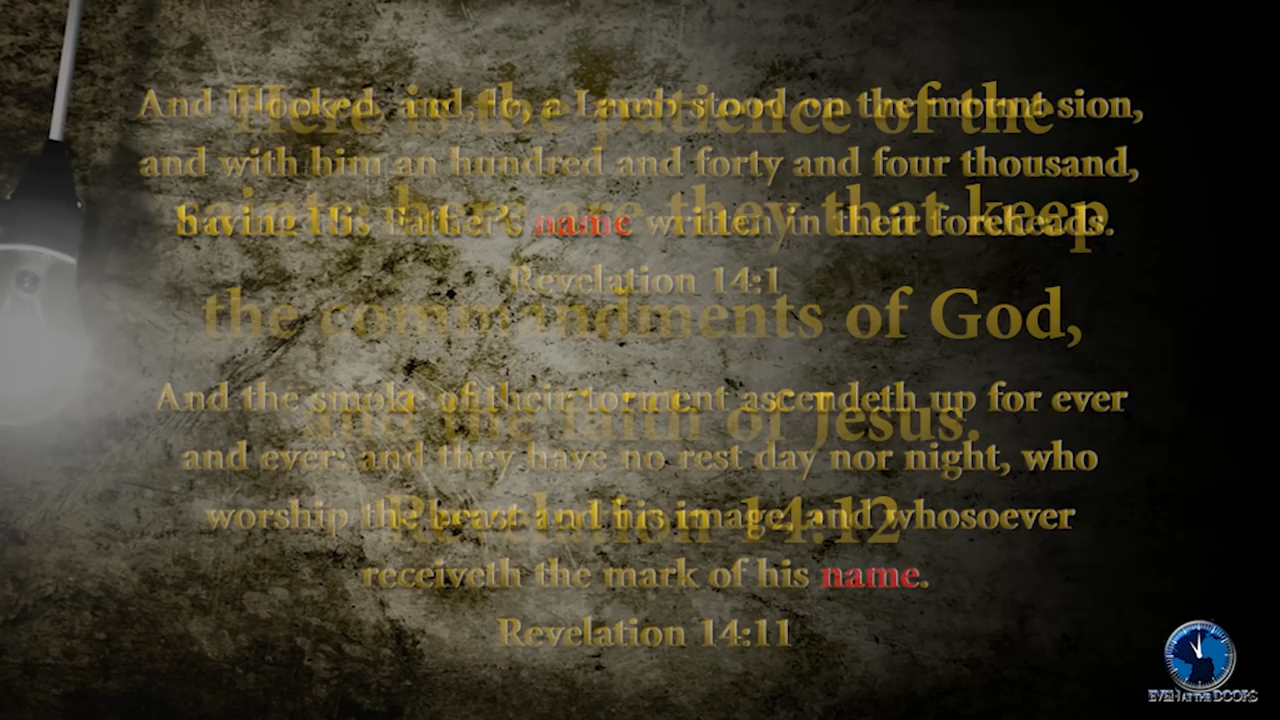 And I looked, and, lo, a Lamb stood on the mount sion,
and with him an hundred and forty and four thousand,
having His Father's name written in their foreheads.
Revelation 14:1
And the smoke of their torment ascendeth up for ever
and ever: and they have no rest day nor night, who
worship the beast and his image, and whosoever
receiveth the mark of his name.
Revelation 14:11
Here is the patience of the
saints: here are they that keep
the commandments of God,
and the faith of Jesus.
Revelation 14:12
EVEN AT THE DOORS